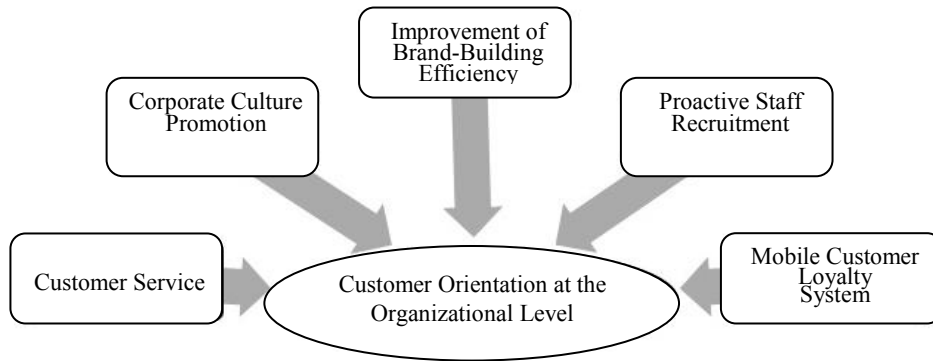 Improvement of
Brand-Building
Efficiency
Corporate Culture
Promotion
Proactive Staff
Recruitment
Customer Service
Customer Orientation at the
Organizational Level
Mobile Customer
Loyalty
System